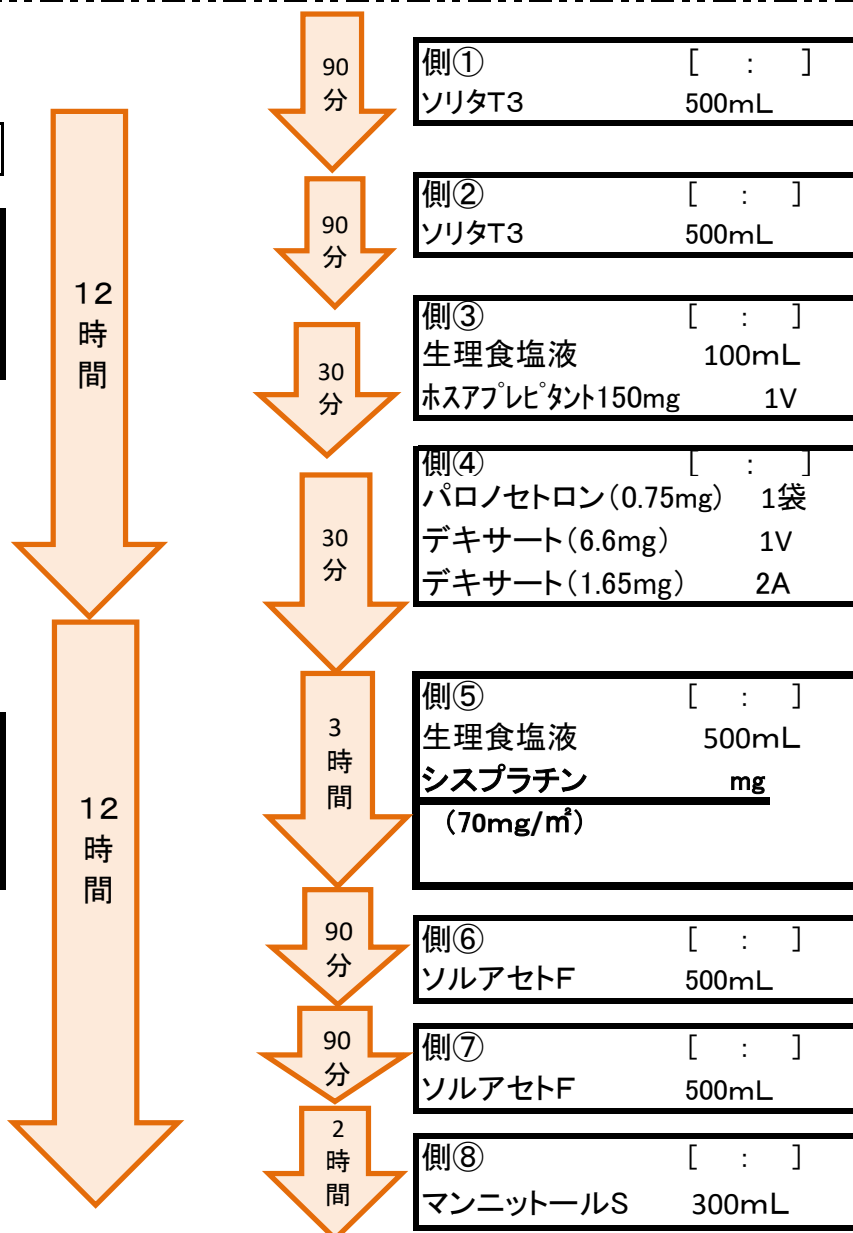 90
分
側① [ : ]
ソリタT3 500mL
90
分
側② [ : ]
ソリタT3 500mL
12
時
間
30
分
側③ [ : ]
生理食塩液 100mL
ホスアプレピタント150mg 1V
30
分
側④ [ : ]
パロノセトロン(0.75mg) 1袋
デキサート(6.6mg) 1V
デキサート(1.65mg) 2A
3
時
間
側⑤ [ : ]
生理食塩液 500mL
シスプラチン mg
(70mg/㎡)
12
時
間
90
分
側⑥ [ : ]
ソルアセトF 500mL
90
分
側⑦ [ : ]
ソルアセトF 500mL
2
時
間
側⑧ [ : ]
マンニットールS 300mL